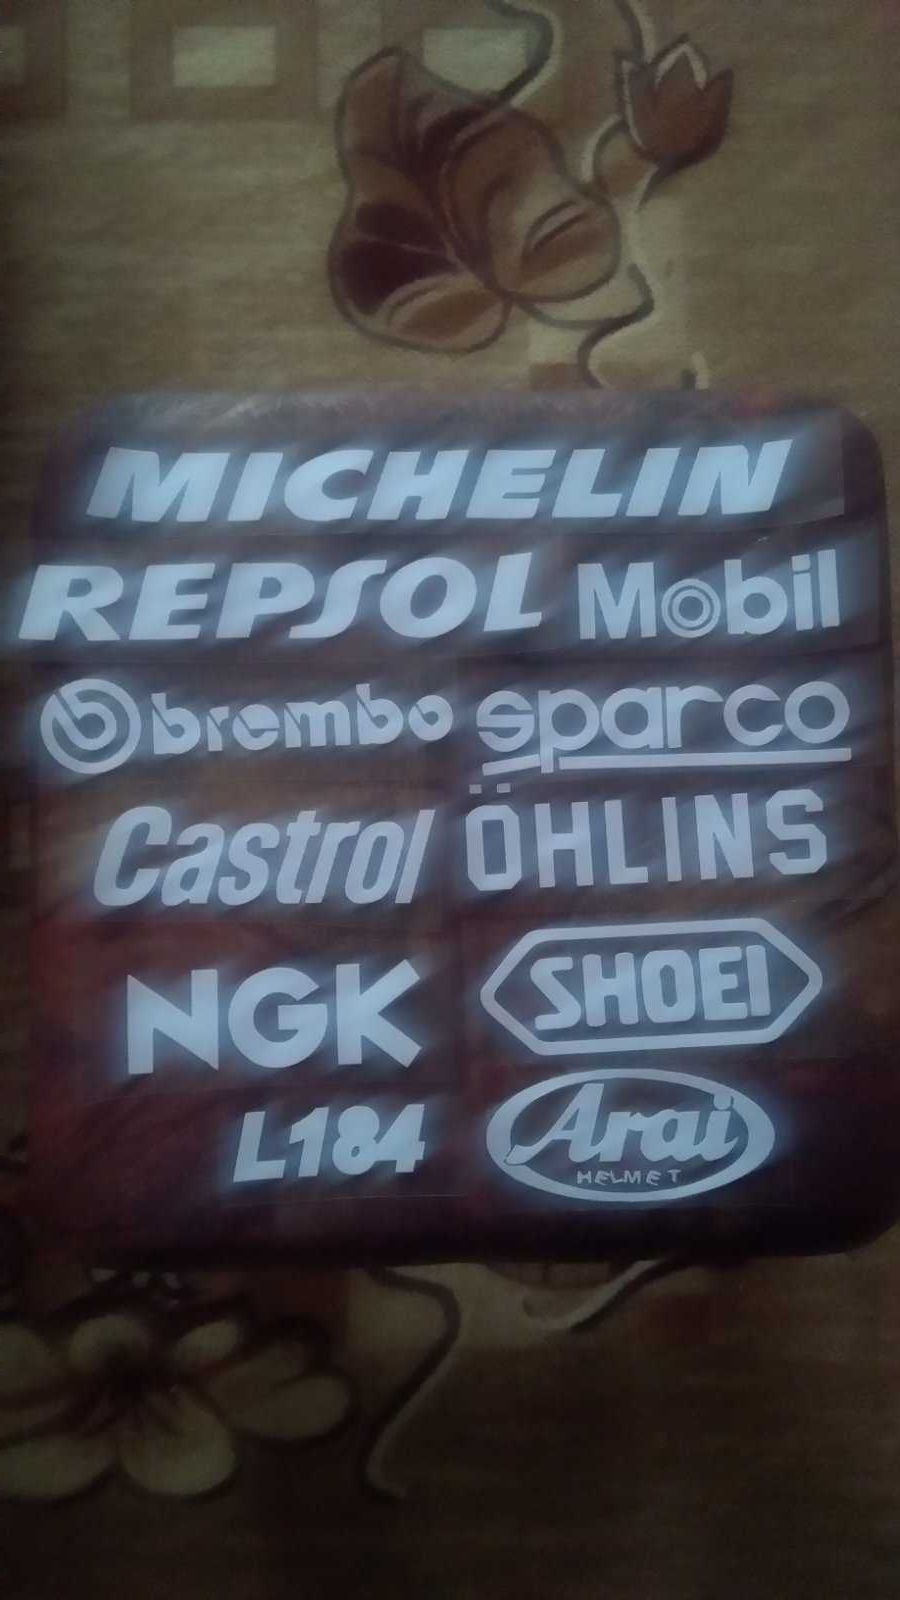 MICHELIN
REPSOL Mobil
b brembo sparco
Castrol ÖHLINS
NGK SHOEI
L184 Arai
HELMET